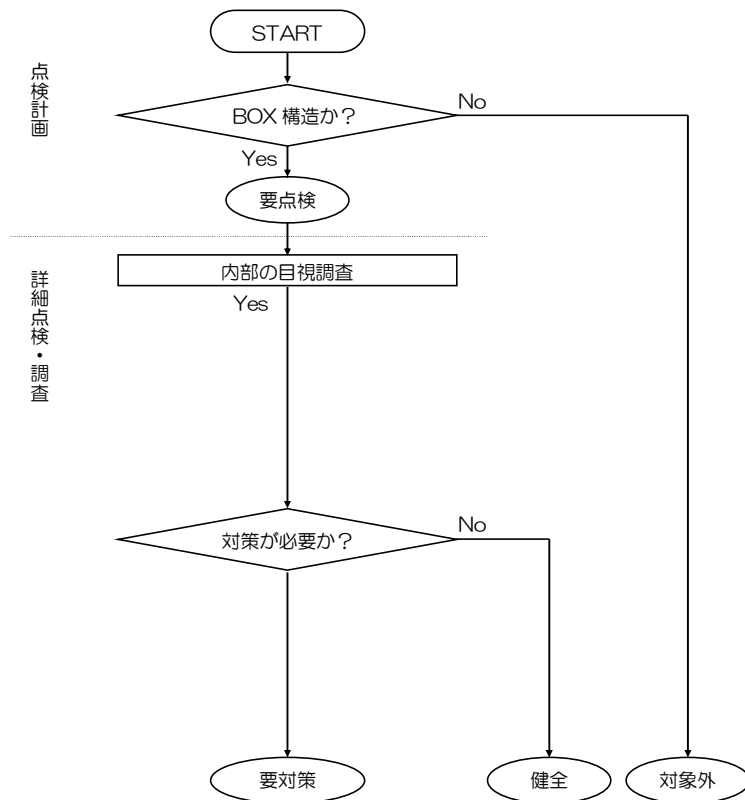 START
点検計画
BOX 構造か？
No
Yes
要点検
内部の目視調査
詳細点検・調査
Yes
対策が必要か？
No
要対策
健全
対象外